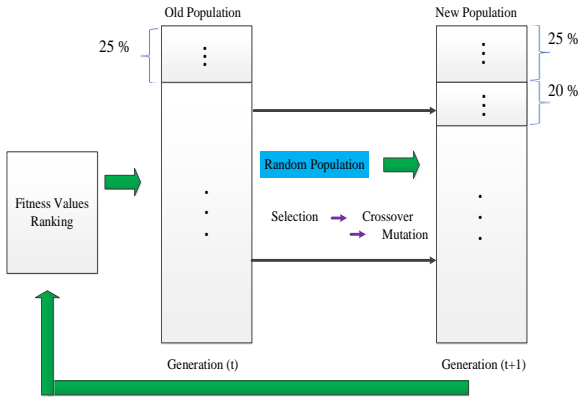 Old Population
New Population
25 %
25 %
20 %
Random Population
Fitness Values
Ranking
Selection
Crossover
Mutation
Generation (t)
Generation (t+1)